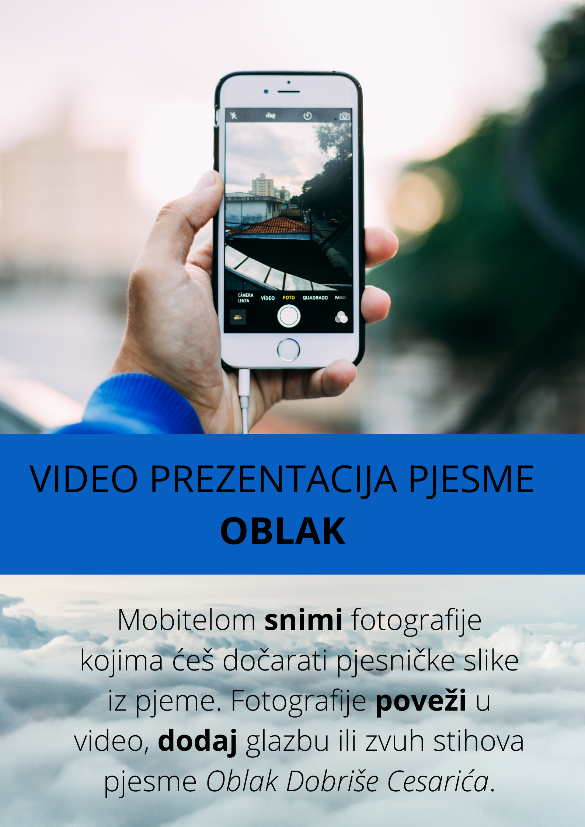 CÂMERA LENTA VÍDEO FOTO QUADRADO
VIDEO PREZENTACIJA PJESME
OBLAK
Mobitelom snimi fotografije
kojima ćeš dočarati pjesničke slike
iz pjeme. Fotografije poveži u
video, dodaj glazbu ili zvuh stihova
pjesme Oblak Dobriše Cesarića.